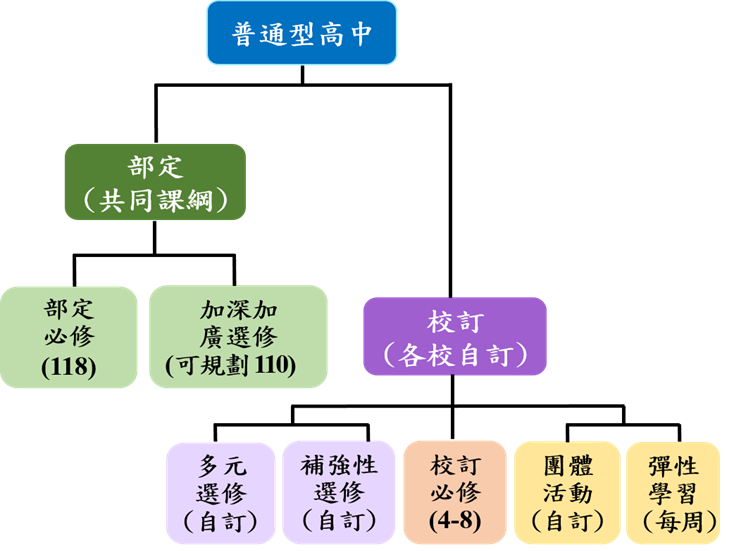 普通型高中
部定
（共同課綱）
部定
必修
(118)
加深加
廣選修
(可規劃110)
校訂
（各校自訂）
多元
選修
（自訂）
補強性
選修
（自訂）
校訂
必修
(4-8)
團體
活動
（自訂）
彈性
學習
（每周）